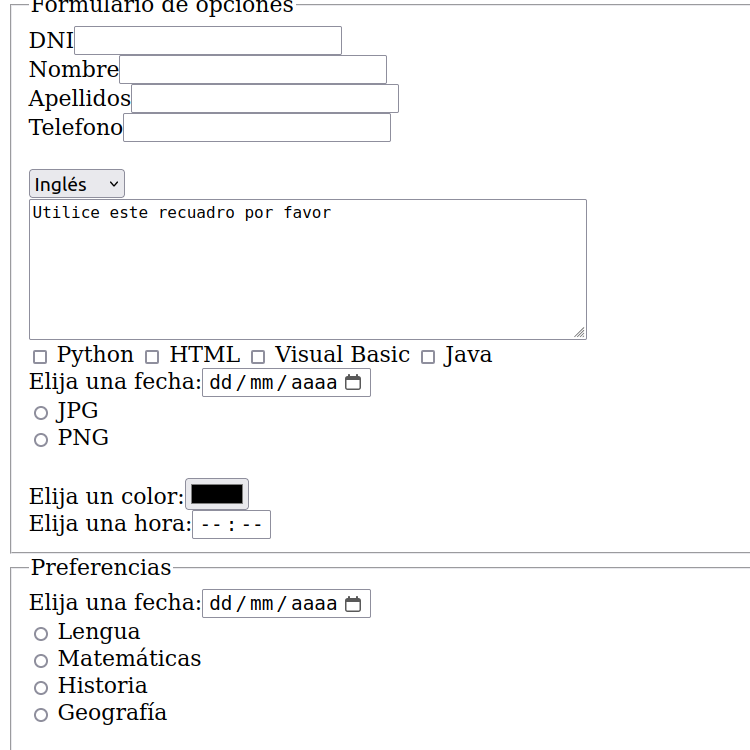 Formulario de opciones
DNI
Nombre
Apellidos
Telefono
Inglés
Utilice este recuadro por favor
Python HTML Visual Basic Java
Elija una fecha: dd/mm/aaaa
JPG
PNG
Elija un color:
Elija una hora: --:--
Preferencias
Elija una fecha: dd/mm/aaaa
Lengua
Matemáticas
Historia
Geografía